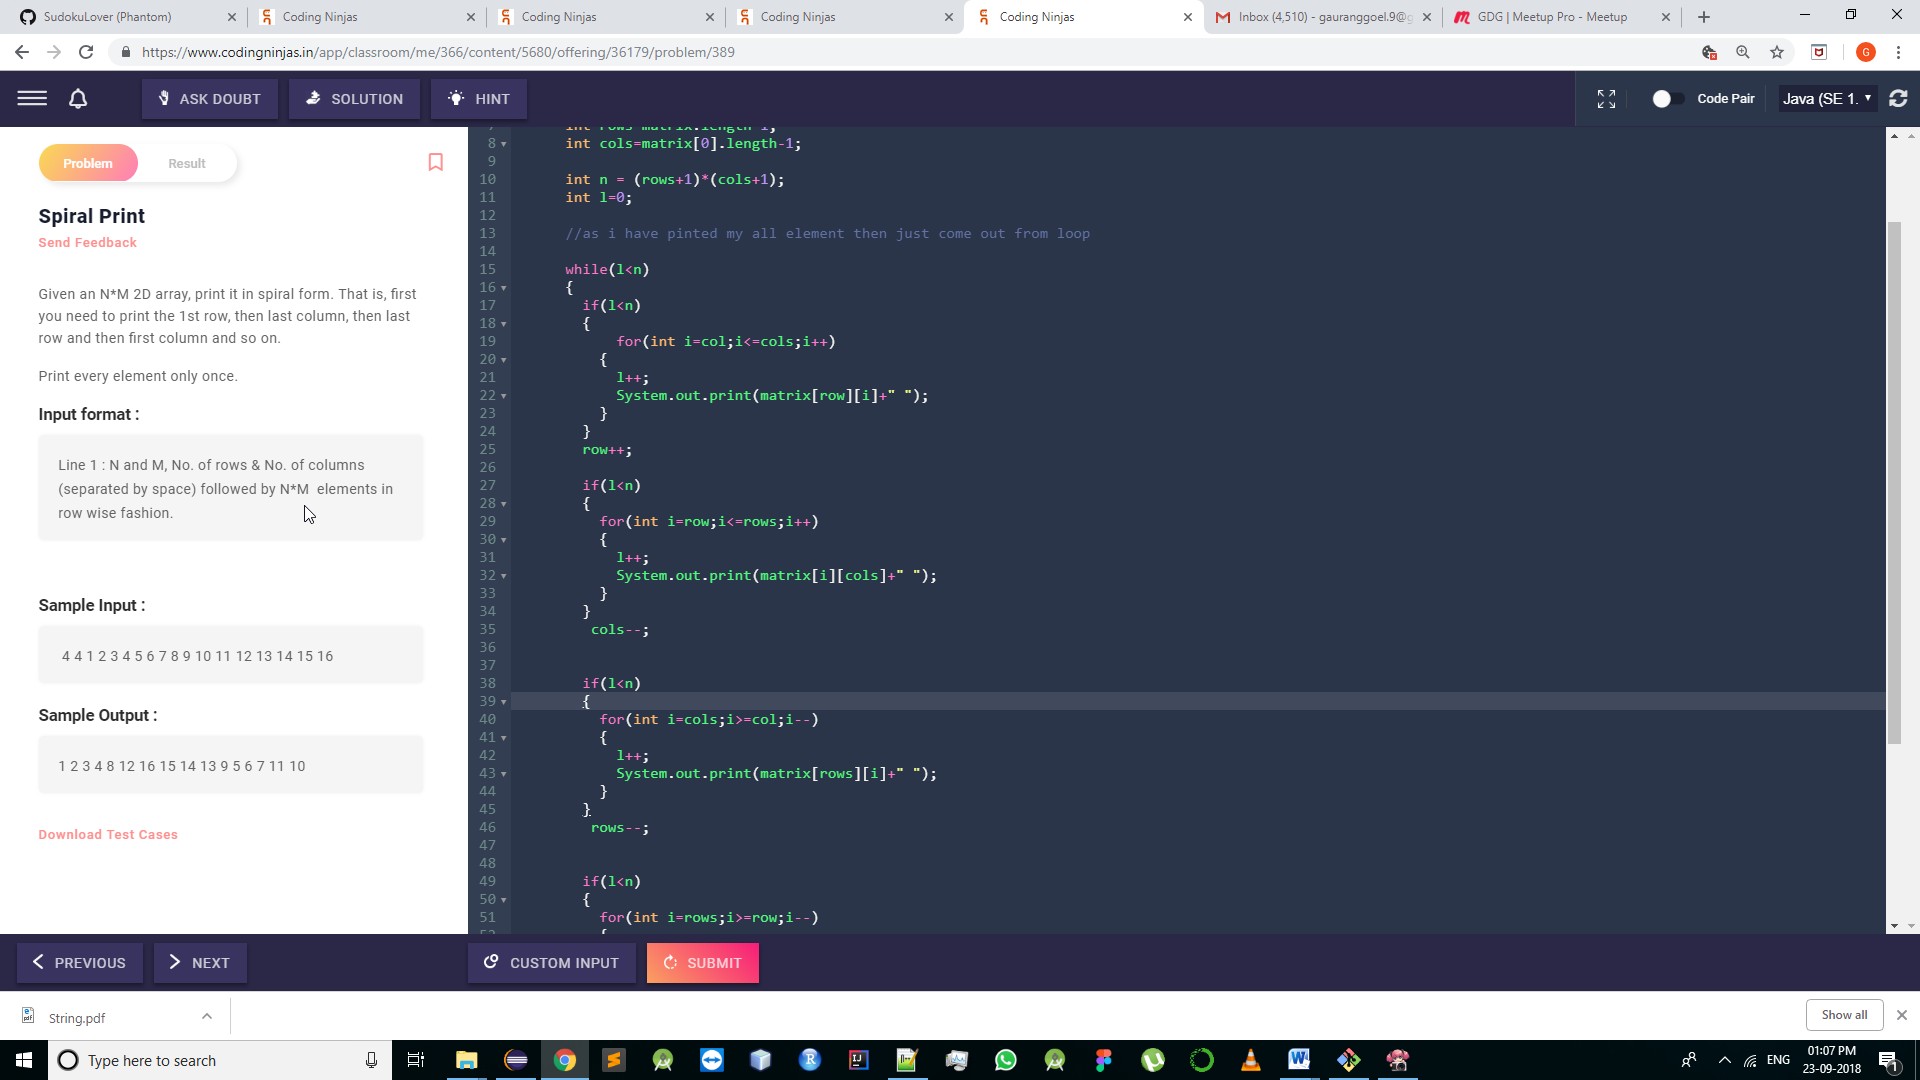 SudokuLover (Phantom)
Coding Ninjas
Coding Ninjas
Coding Ninjas
Coding Ninjas
Inbox (4,510) - gauranggoel.9@g
GDG | Meetup Pro - Meetup
https://www.codingninjas.in/app/classroom/me/366/content/5680/offering/36179/problem/389
G
ASK DOUBT
SOLUTION
HINT
Code Pair
Java (SE 1.
Problem
Result
Spiral Print
Send Feedback
Given an N*M 2D array, print it in spiral form. That is, first
you need to print the 1st row, then last column, then last
row and then first column and so on.
Print every element only once.
Input format :
Line 1 : N and M, No. of rows & No. of columns
(separated by space) followed by N*M  elements in
row wise fashion.
Sample Input :
4 4 1 2 3 4 5 6 7 8 9 10 11 12 13 14 15 16
Sample Output :
1 2 3 4 8 12 16 15 14 13 9 5 6 7 11 10
Download Test Cases
7 int rows=matrix.length-1;
8 int cols=matrix[0].length-1;
9
10 int n = (rows+1)*(cols+1);
11 int l=0;
12
13 //as i have pinted my all element then just come out from loop
14
15 while(l<n)
16 {
17 if(l<n)
18 {
19 for(int i=col;i<=cols;i++)
20 {
21 l++;
22 System.out.print(matrix[row][i]+" ");
23 }
24 }
25 row++;
26
27 if(l<n)
28 {
29 for(int i=row;i<=rows;i++)
30 {
31 l++;
32 System.out.print(matrix[i][cols]+" ");
33 }
34 }
35 cols--;
36
37
38 if(l<n)
39 {
40 for(int i=cols;i>=col;i--)
41 {
42 l++;
43 System.out.print(matrix[rows][i]+" ");
44 }
45 }
46 rows--;
47
48
49 if(l<n)
50 {
51 for(int i=rows;i>=row;i--)
52 {
PREVIOUS
NEXT
CUSTOM INPUT
SUBMIT
String.pdf
Show all
Type here to search
ENG
01:07 PM
23-09-2018
1